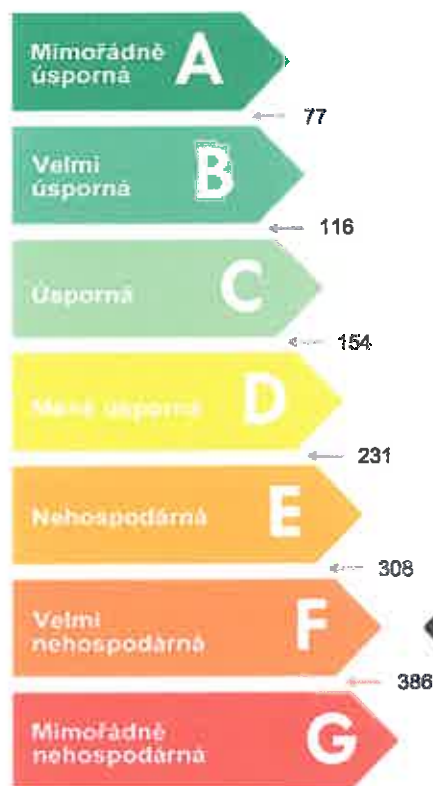 Mimořádně
úsporná
A
77
Velmi
úsporná
B
116
Úsporná
C
154
Méně úsporná
D
231
Nehospodárná
E
308
Velmi
nehospodárná
F
386
Mimořádně
nehospodárná
G